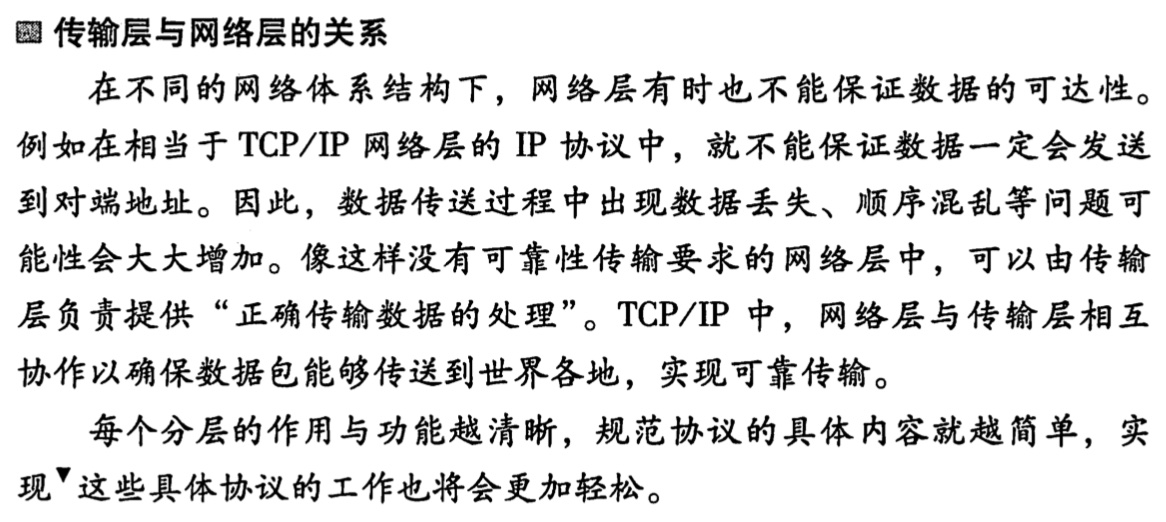 传输层与网络层的关系
在不同的网络体系结构下，网络层有时也不能保证数据的可达性。
例如在相当于 TCP/IP 网络层的 IP 协议中，就不能保证数据一定会发送
到对端地址。因此，数据传送过程中出现数据丢失、顺序混乱等问题可
能性会大大增加。像这样没有可靠性传输要求的网络层中，可以由传输
层负责提供“正确传输数据的处理”。TCP/IP 中，网络层与传输层相互
协作以确保数据包能够传送到世界各地，实现可靠传输。
每个分层的作用与功能越清晰，规范协议的具体内容就越简单，实
现▼这些具体协议的工作也将会更加轻松。